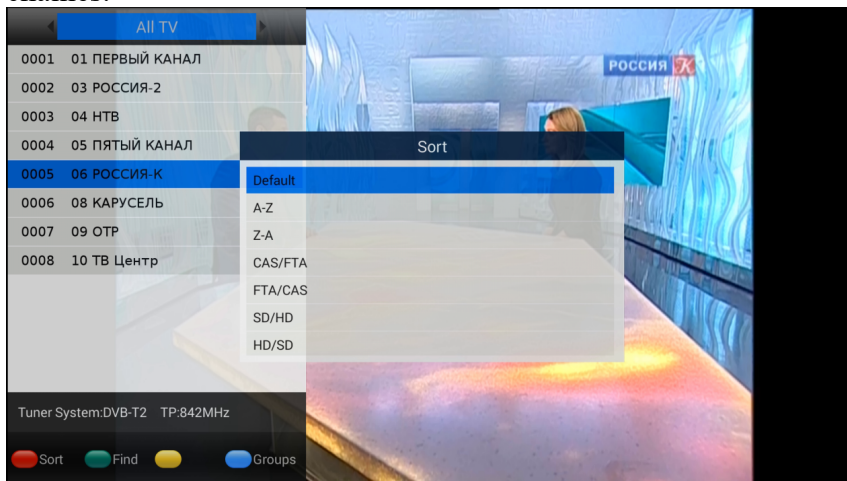 All TV
0001 01 ПЕРВЫЙ КАНАЛ
0002 03 РОССИЯ-2
0003 04 НТВ
0004 05 ПЯТЫЙ КАНАЛ
0005 06 РОССИЯ-К
0006 08 КАРУСЕЛЬ
0007 09 ОТР
0008 10 ТВ Центр
РОССИЯ К
Sort
Default
A-Z
Z-A
CAS/FTA
FTA/CAS
SD/HD
HD/SD
Tuner System:DVB-T2 TP:842MHz
Sort Find Groups